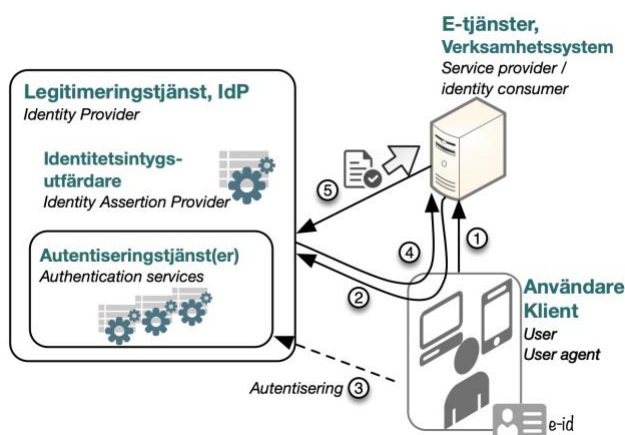 E-tjänster,
Verksamhetssystem
Service provider /
identity consumer
Legitimeringstjänst, IdP
Identity Provider
Identitetsintygs-
utfärdare
Identity Assertion Provider
Autentiseringstjänst(er)
Authentication services
5
4
1
2
Användare
Klient
User
User agent
Autentisering 3
e-id